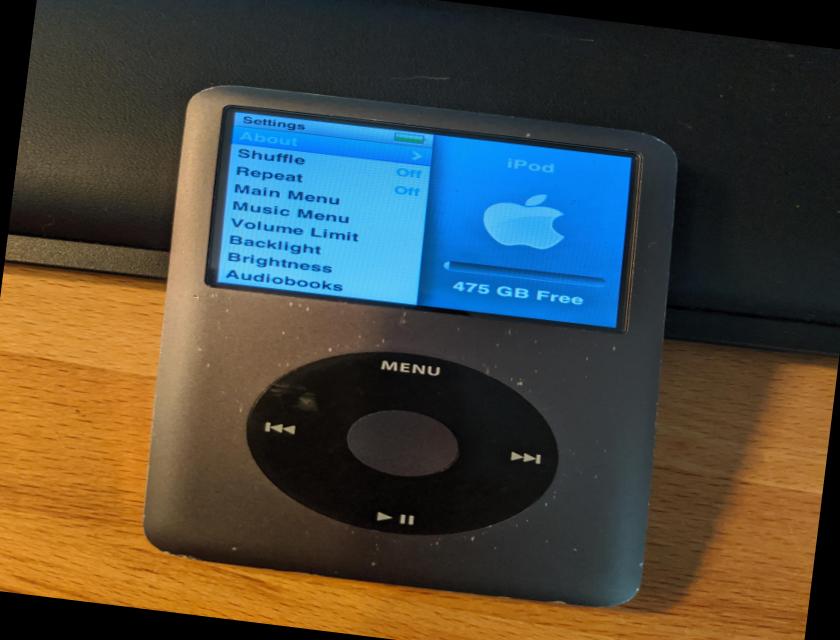 Settings
About >
Shuffle Off
Repeat Off
Main Menu
Music Menu
Volume Limit
Backlight
Brightness
Audiobooks
iPod
475 GB Free
MENU